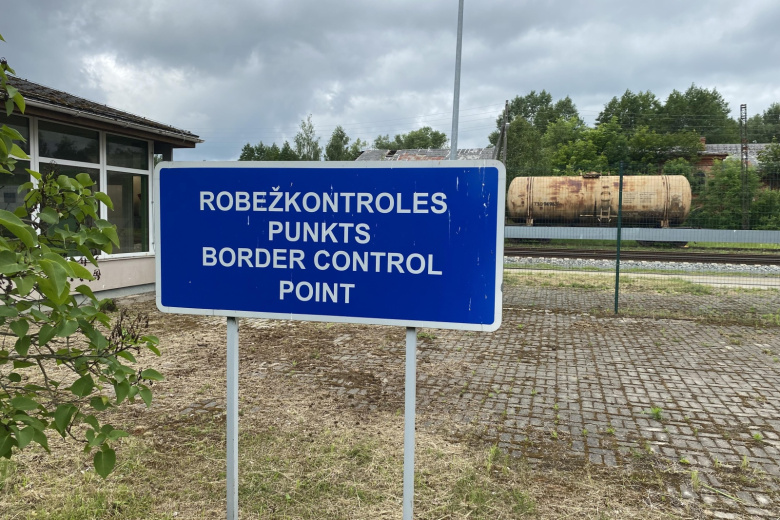 ROBEŽKONTROLES
PUNKTS
BORDER CONTROL
POINT